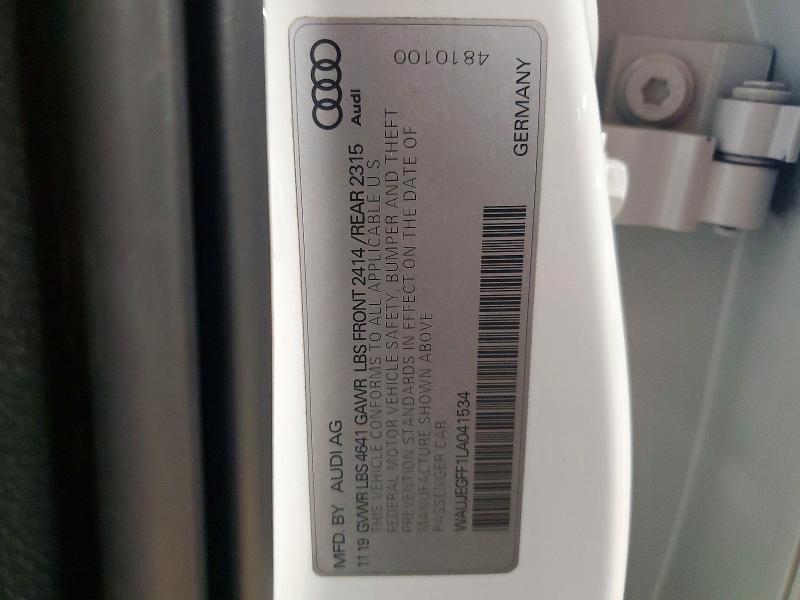 MFD. BY AUDI AG
11 19 GVWR LBS 4641 GAWR LBS FRONT 2414 / REAR 2315
Audi
THIS VEHICLE CONFORMS TO ALL APPLICABLE U.S.
FEDERAL MOTOR VEHICLE SAFETY, BUMPER AND THEFT
PREVENTION STANDARDS IN EFFECT ON THE DATE OF
MANUFACTURE SHOWN ABOVE
PASSENGER CAR
4810100
WAUJEGFF1LA041534
GERMANY